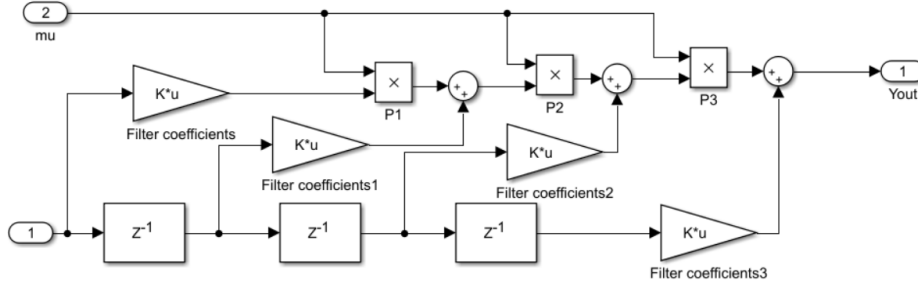 2
mu
K*u
Filter coefficients
×
P1
+
+
K*u
Filter coefficients1
×
P2
+
+
K*u
Filter coefficients2
×
P3
+
+
1
Yout
1
Z-1
Z-1
Z-1
K*u
Filter coefficients3